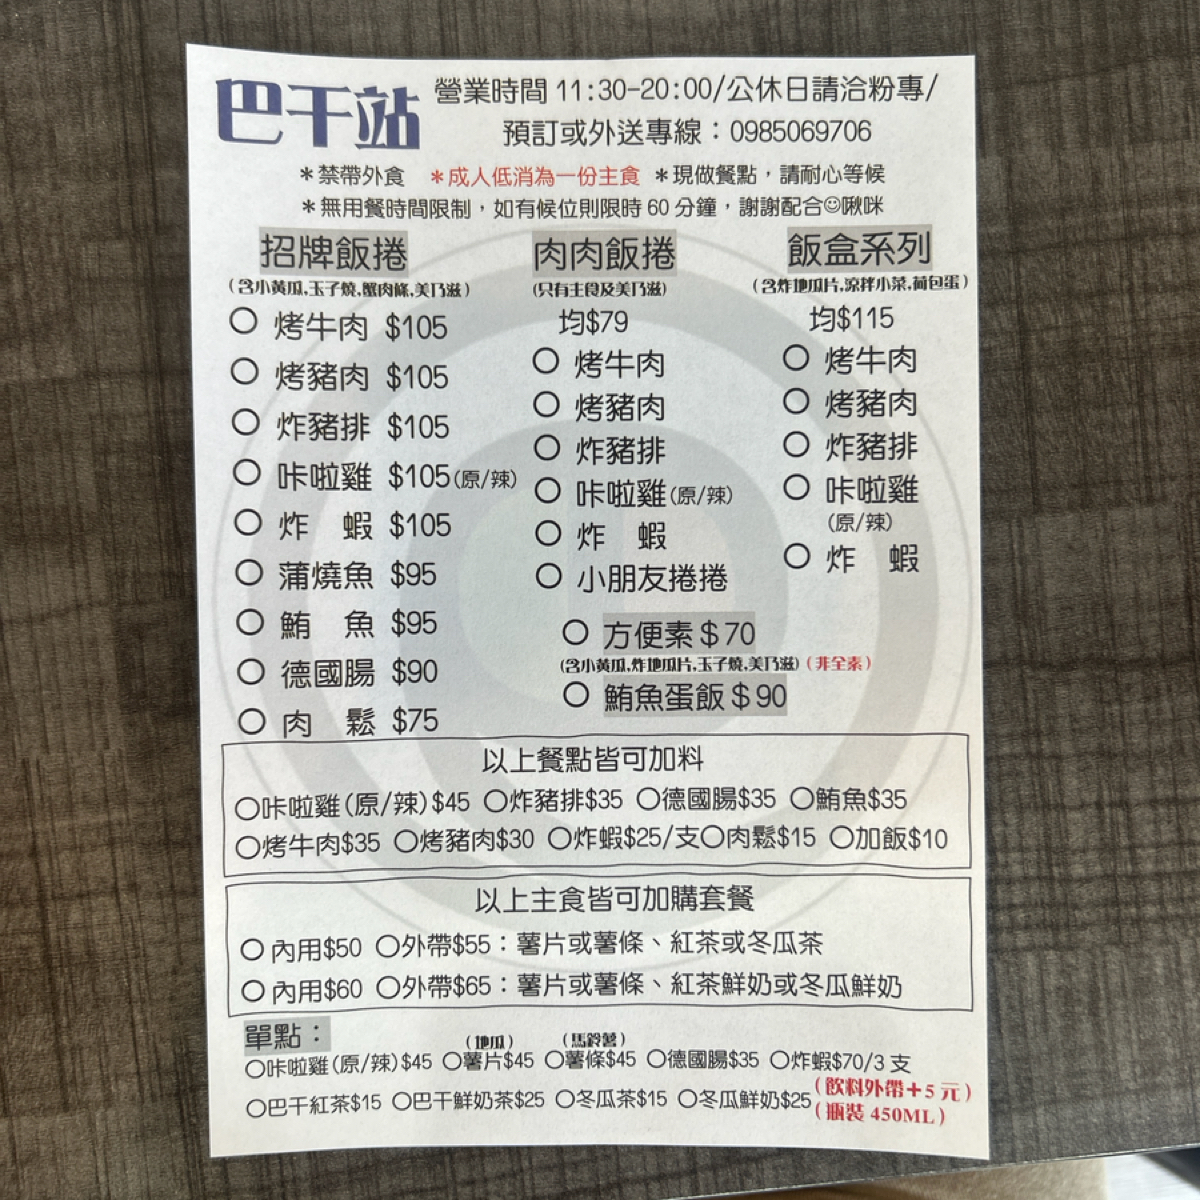 巴干站
營業時間 11:30-20:00/公休日請洽粉專/
預訂或外送專線：0985069706
＊禁帶外食 ＊成人低消為一份主食 ＊現做餐點，請耐心等候
＊無用餐時間限制，如有候位則限時 60 分鐘，謝謝配合☺啾咪
招牌飯捲
(含小黃瓜,玉子燒,蟹肉條,美乃滋)
○ 烤牛肉 $105
○ 烤豬肉 $105
○ 炸豬排 $105
○ 咔啦雞 $105(原/辣)
○ 炸 蝦 $105
○ 蒲燒魚 $95
○ 鮪 魚 $95
○ 德國腸 $90
○ 肉 鬆 $75
肉肉飯捲
(只有主食及美乃滋)
均$79
○ 烤牛肉
○ 烤豬肉
○ 炸豬排
○ 咔啦雞(原/辣)
○ 炸 蝦
○ 小朋友捲捲
○ 方便素＄70
(含小黃瓜,炸地瓜片,玉子燒,美乃滋)(非全素)
○ 鮪魚蛋飯＄90
飯盒系列
(含炸地瓜片,涼拌小菜,荷包蛋)
均$115
○ 烤牛肉
○ 烤豬肉
○ 炸豬排
○ 咔啦雞
(原/辣)
○ 炸 蝦
以上餐點皆可加料
○咔啦雞(原/辣)$45 ○炸豬排$35 ○德國腸$35 ○鮪魚$35
○烤牛肉$35 ○烤豬肉$30 ○炸蝦$25/支○肉鬆$15 ○加飯$10
以上主食皆可加購套餐
○ 內用$50 ○外帶$55：薯片或薯條、紅茶或冬瓜茶
○ 內用$60 ○外帶$65：薯片或薯條、紅茶鮮奶或冬瓜鮮奶
單點：
(地瓜) (馬鈴薯)
○咔啦雞(原/辣)$45 ○薯片$45 ○薯條$45 ○德國腸$35 ○炸蝦$70/3 支
○巴干紅茶$15 ○巴干鮮奶茶$25 ○冬瓜茶$15 ○冬瓜鮮奶$25
(飲料外帶＋5 元)
(瓶裝 450ML)